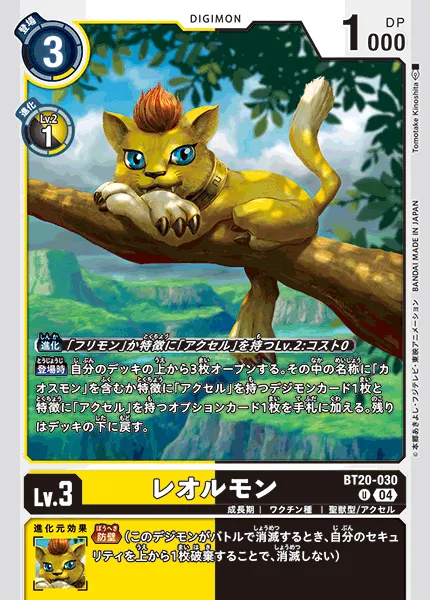 登場
3
DIGIMON
1000
DP
進化
Lv.2
1
Tomotake Kinoshita
BANDAI MADE IN JAPAN
©本郷あきよし・フジテレビ・東映アニメーション
進化 「フリモン」か特徴に「アクセル」を持つLv.2:コスト0
登場時 自分のデッキの上から3枚オープンする。その中の名称に「カ
オスモン」を含むか特徴に「アクセル」を持つデジモンカード1枚と
特徴に「アクセル」を持つオプションカード1枚を手札に加える。残り
はデッキの下に戻す。
BT20-030
Lv.3
レオルモン
U 04
成長期 | ワクチン種 | 聖獣型/アクセル
進化元効果
防壁 (このデジモンがバトルで消滅するとき、自分のセキュ
リティを上から1枚破棄することで、消滅しない)